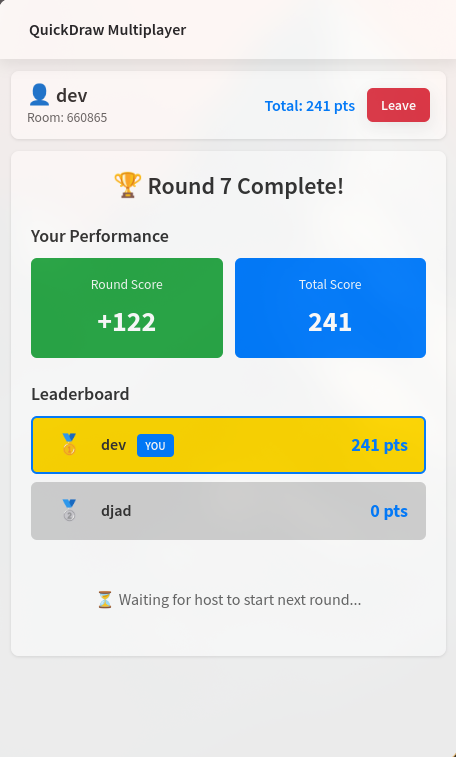 QuickDraw Multiplayer
👤 dev
Room: 660865
Total: 241 pts
Leave
🏆 Round 7 Complete!
Your Performance
Round Score
+122
Total Score
241
Leaderboard
🥇 dev YOU 241 pts
🥈 djad 0 pts
⏳ Waiting for host to start next round...